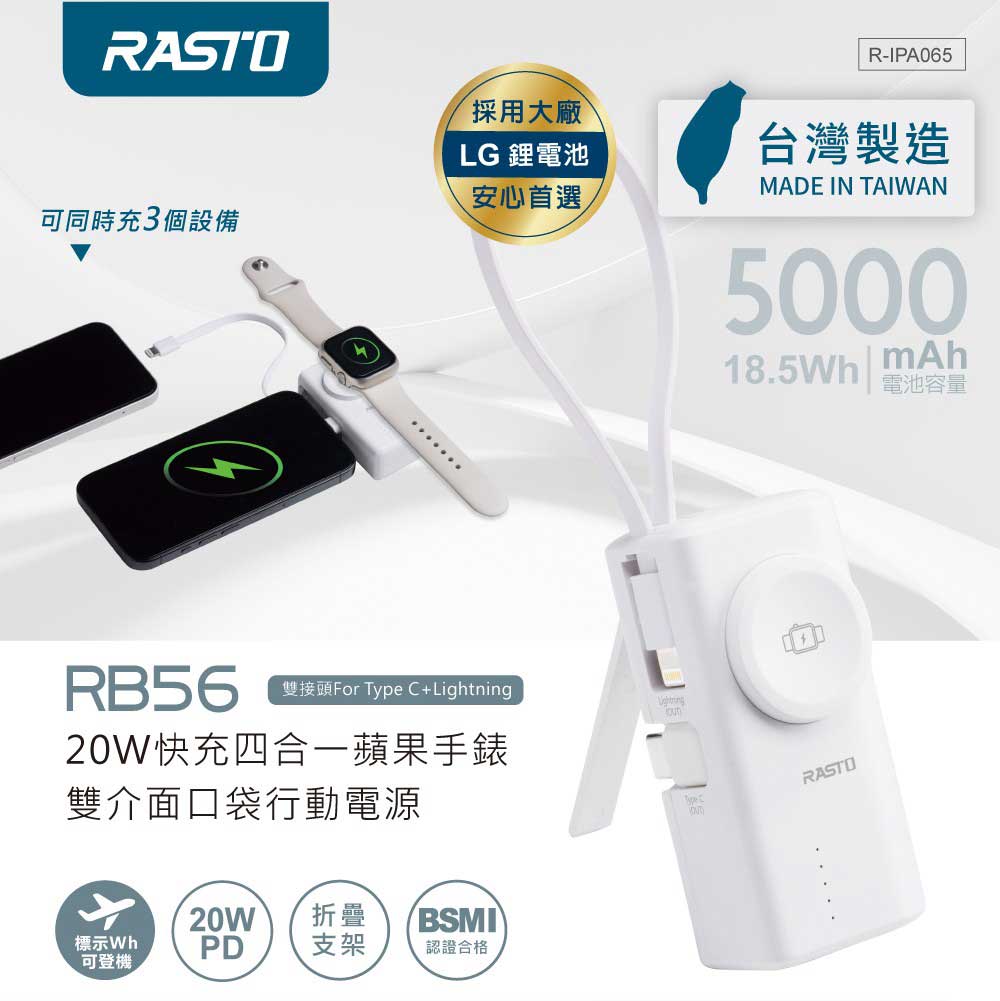 RASTO
R-IPA065
採用大廠
LG 鋰電池
安心首選
台灣製造
MADE IN TAIWAN
可同時充3個設備
5000
18.5Wh
mAh
電池容量
Lightning
(OUT)
Type C
(OUT)
RASTO
RB56
雙接頭For Type C+Lightning
20W快充四合一蘋果手錶
雙介面口袋行動電源
標示Wh
可登機
20W
PD
折疊
支架
BSMI
認證合格